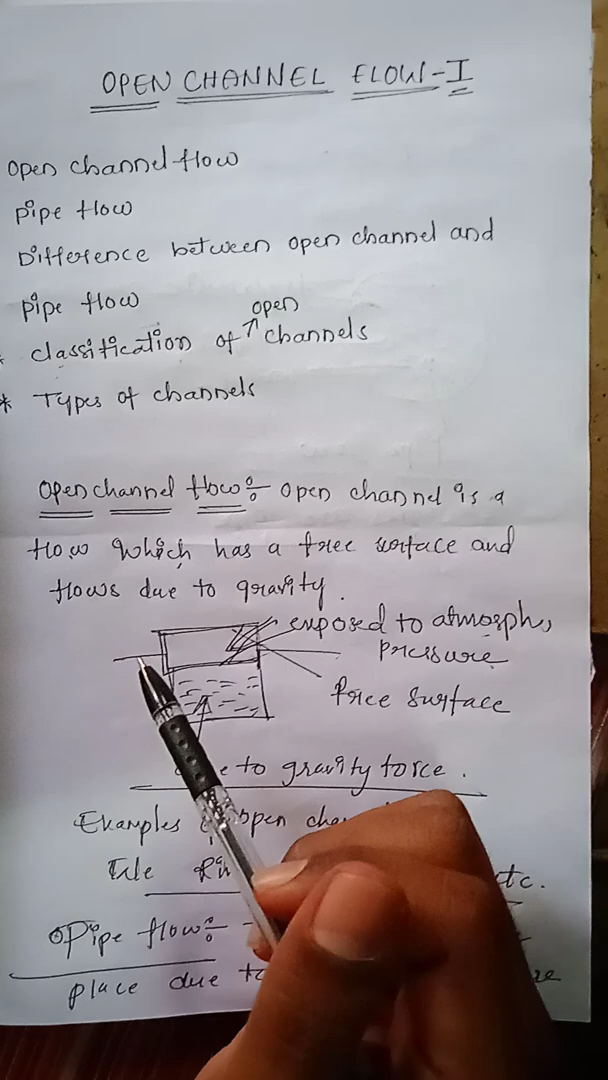 OPEN CHANNEL FLOW-I
Open channel flow
pipe flow
Difference between open channel and
pipe flow
open
* classification of ↑ channels
* Types of channels
Open channel flow:- open channel is a
flow which has a free surface and
flows due to gravity.
exposed to atmosph,
pressure
free surface
to gravity force.
Examples open
etc.
Pipe flow:-
place due